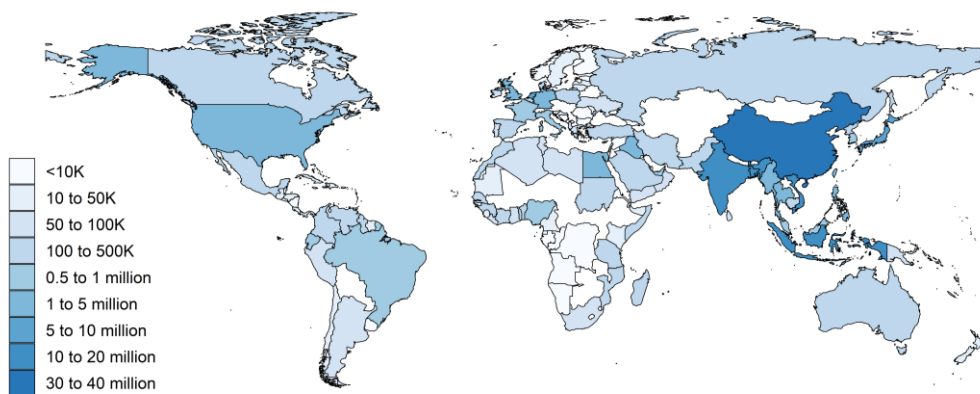 <10K
10 to 50K
50 to 100K
100 to 500K
0.5 to 1 million
1 to 5 million
5 to 10 million
10 to 20 million
30 to 40 million